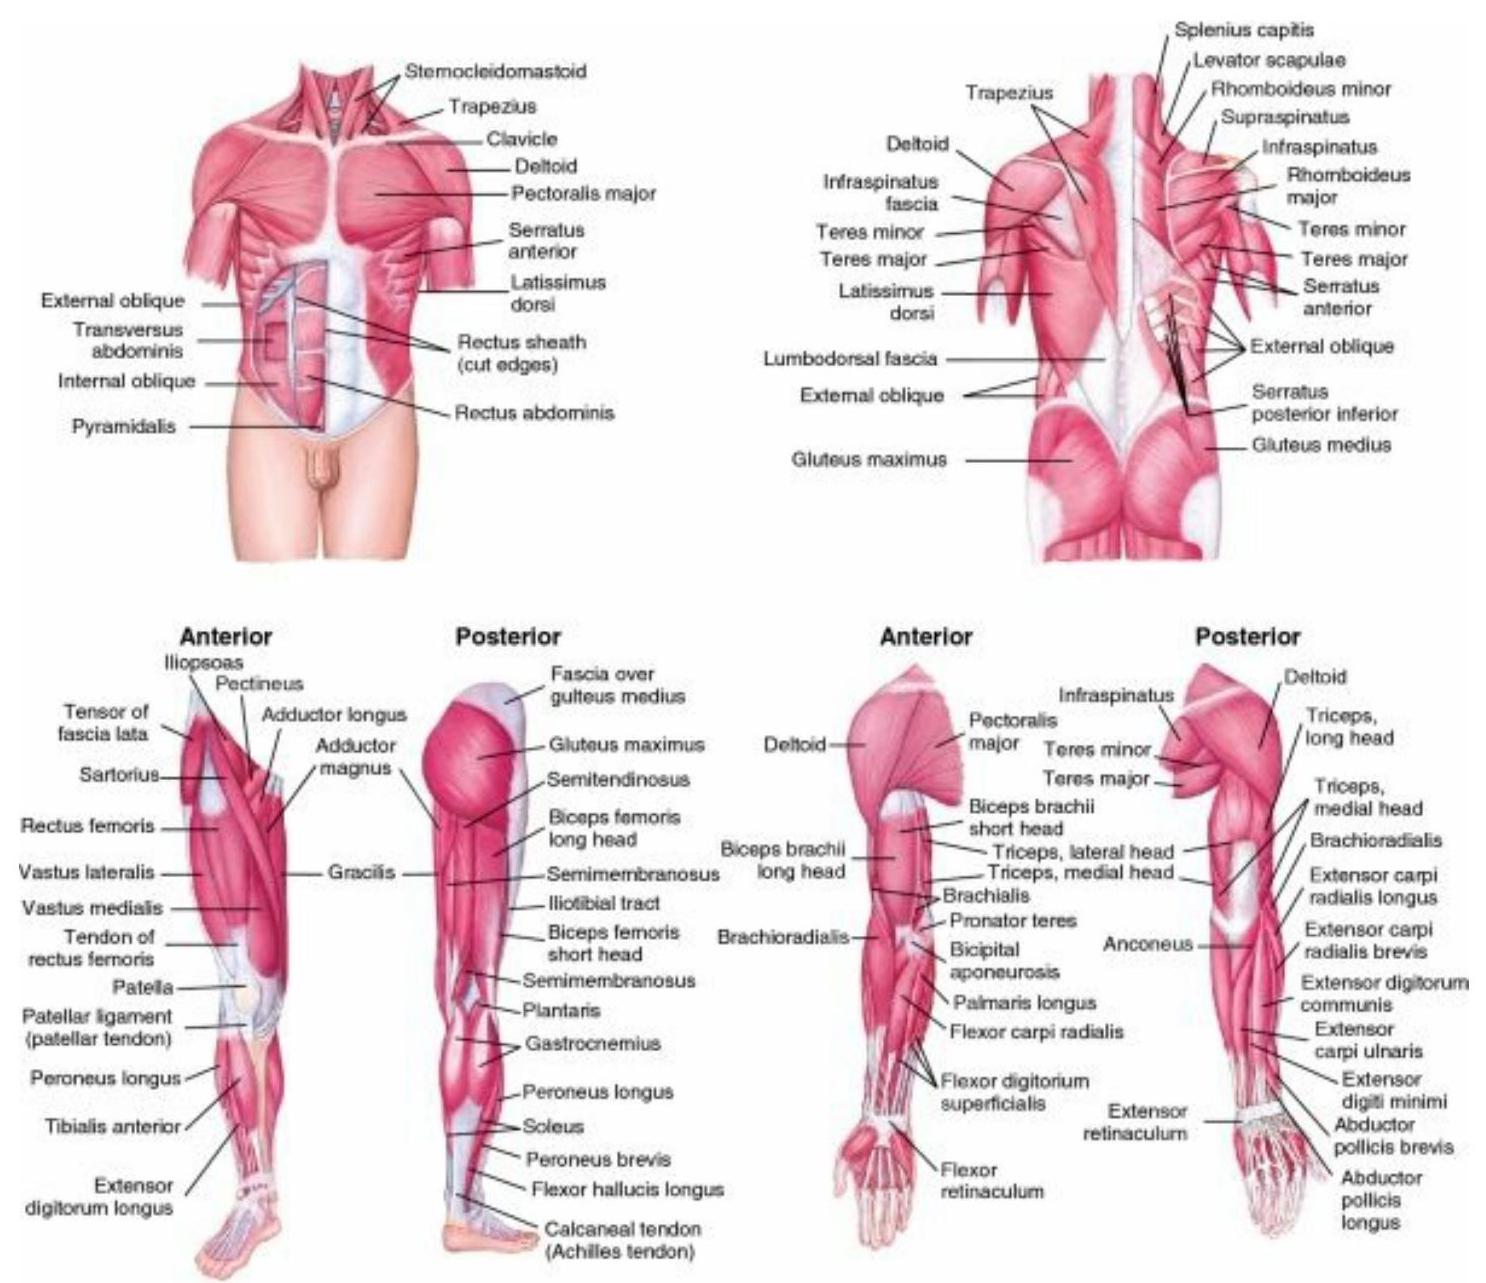 Sternocleidomastoid
Trapezius
Clavicle
Deltoid
Pectoralis major
Serratus
anterior
Latissimus
dorsi
Rectus sheath
(cut edges)
Rectus abdominis
External oblique
Transversus
abdominis
Internal oblique
Pyramidalis
Trapezius
Deltoid
Infraspinatus
fascia
Teres minor
Teres major
Latissimus
dorsi
Lumbodorsal fascia
External oblique
Gluteus maximus
Splenius capitis
Levator scapulae
Rhomboideus minor
Supraspinatus
Infraspinatus
Rhomboideus
major
Teres minor
Teres major
Serratus
anterior
External oblique
Serratus
posterior inferior
Gluteus medius
Anterior
Iliopsoas
Pectineus
Tensor of
fascia lata
Adductor longus
Adductor
magnus
Sartorius
Rectus femoris
Vastus lateralis
Gracilis
Vastus medialis
Tendon of
rectus femoris
Patella
Patellar ligament
(patellar tendon)
Peroneus longus
Tibialis anterior
Extensor
digitorum longus
Posterior
Fascia over
gulteus medius
Gluteus maximus
Semitendinosus
Biceps femoris
long head
Semimembranosus
Iliotibial tract
Biceps femoris
short head
Semimembranosus
Plantaris
Gastrocnemius
Peroneus longus
Soleus
Peroneus brevis
Flexor hallucis longus
Calcaneal tendon
(Achilles tendon)
Anterior
Deltoid
Pectoralis
major
Biceps brachii
short head
Biceps brachii
long head
Triceps, lateral head
Triceps, medial head
Brachialis
Pronator teres
Brachioradialis
Bicipital
aponeurosis
Palmaris longus
Flexor carpi radialis
Flexor digitorium
superficialis
Flexor
retinaculum
Posterior
Infraspinatus
Teres minor
Teres major
Deltoid
Triceps,
long head
Triceps,
medial head
Brachioradialis
Extensor carpi
radialis longus
Anconeus
Extensor carpi
radialis brevis
Extensor digitorum
communis
Extensor
carpi ulnaris
Extensor
digiti minimi
Extensor
retinaculum
Abductor
pollicis brevis
Abductor
pollicis
longus